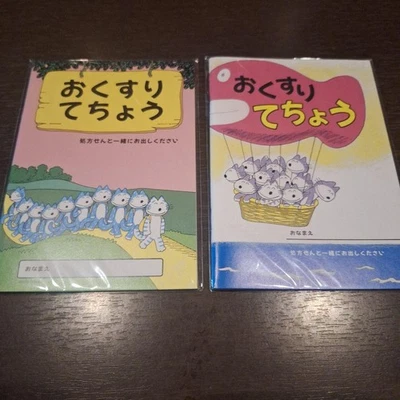 おくすり
てちょう
処方せんと一緒にお出しください
おなまえ
おくすり
てちょう
おなまえ
処方せんと一緒にお出しください